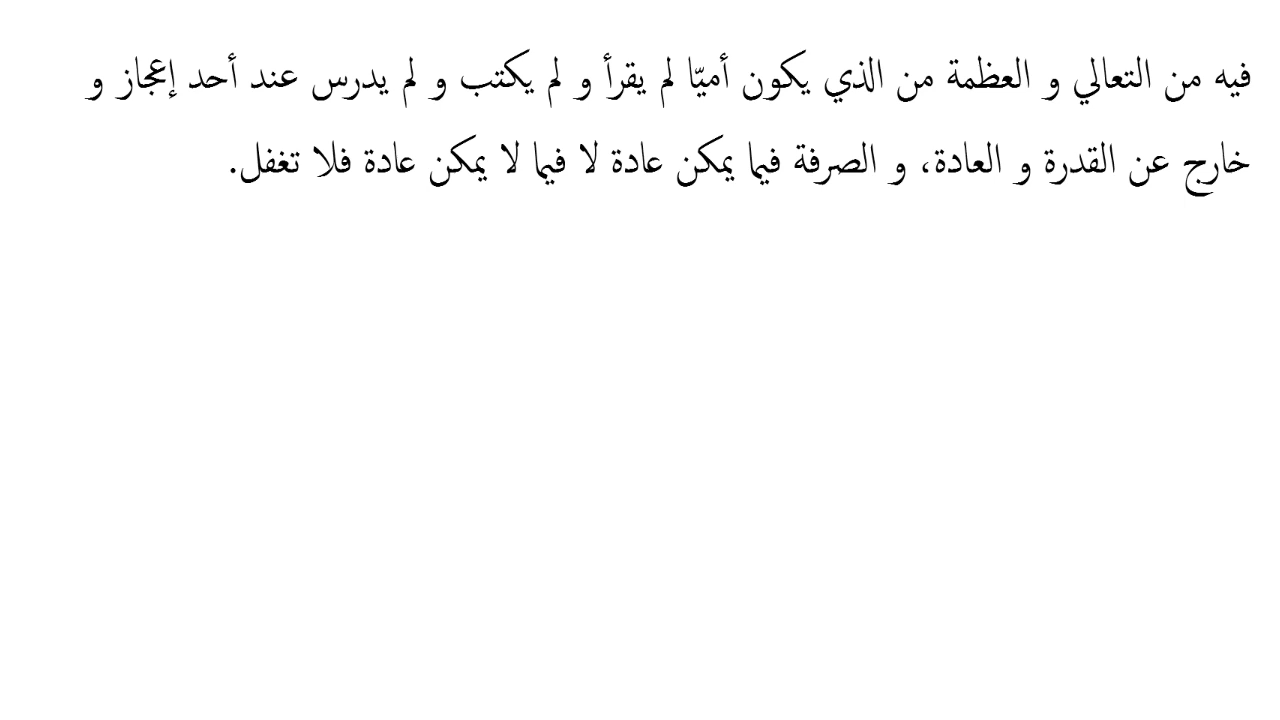 فيه من التعالي و العظمة من الذي يكون أميّا لم يقرأ و لم يكتب و لم يدرس عند أحد إعجاز و
خارج عن القدرة و العادة، و الصرفة فيما يمكن عادة لا فيما لا يمكن عادة فلا تغفل.